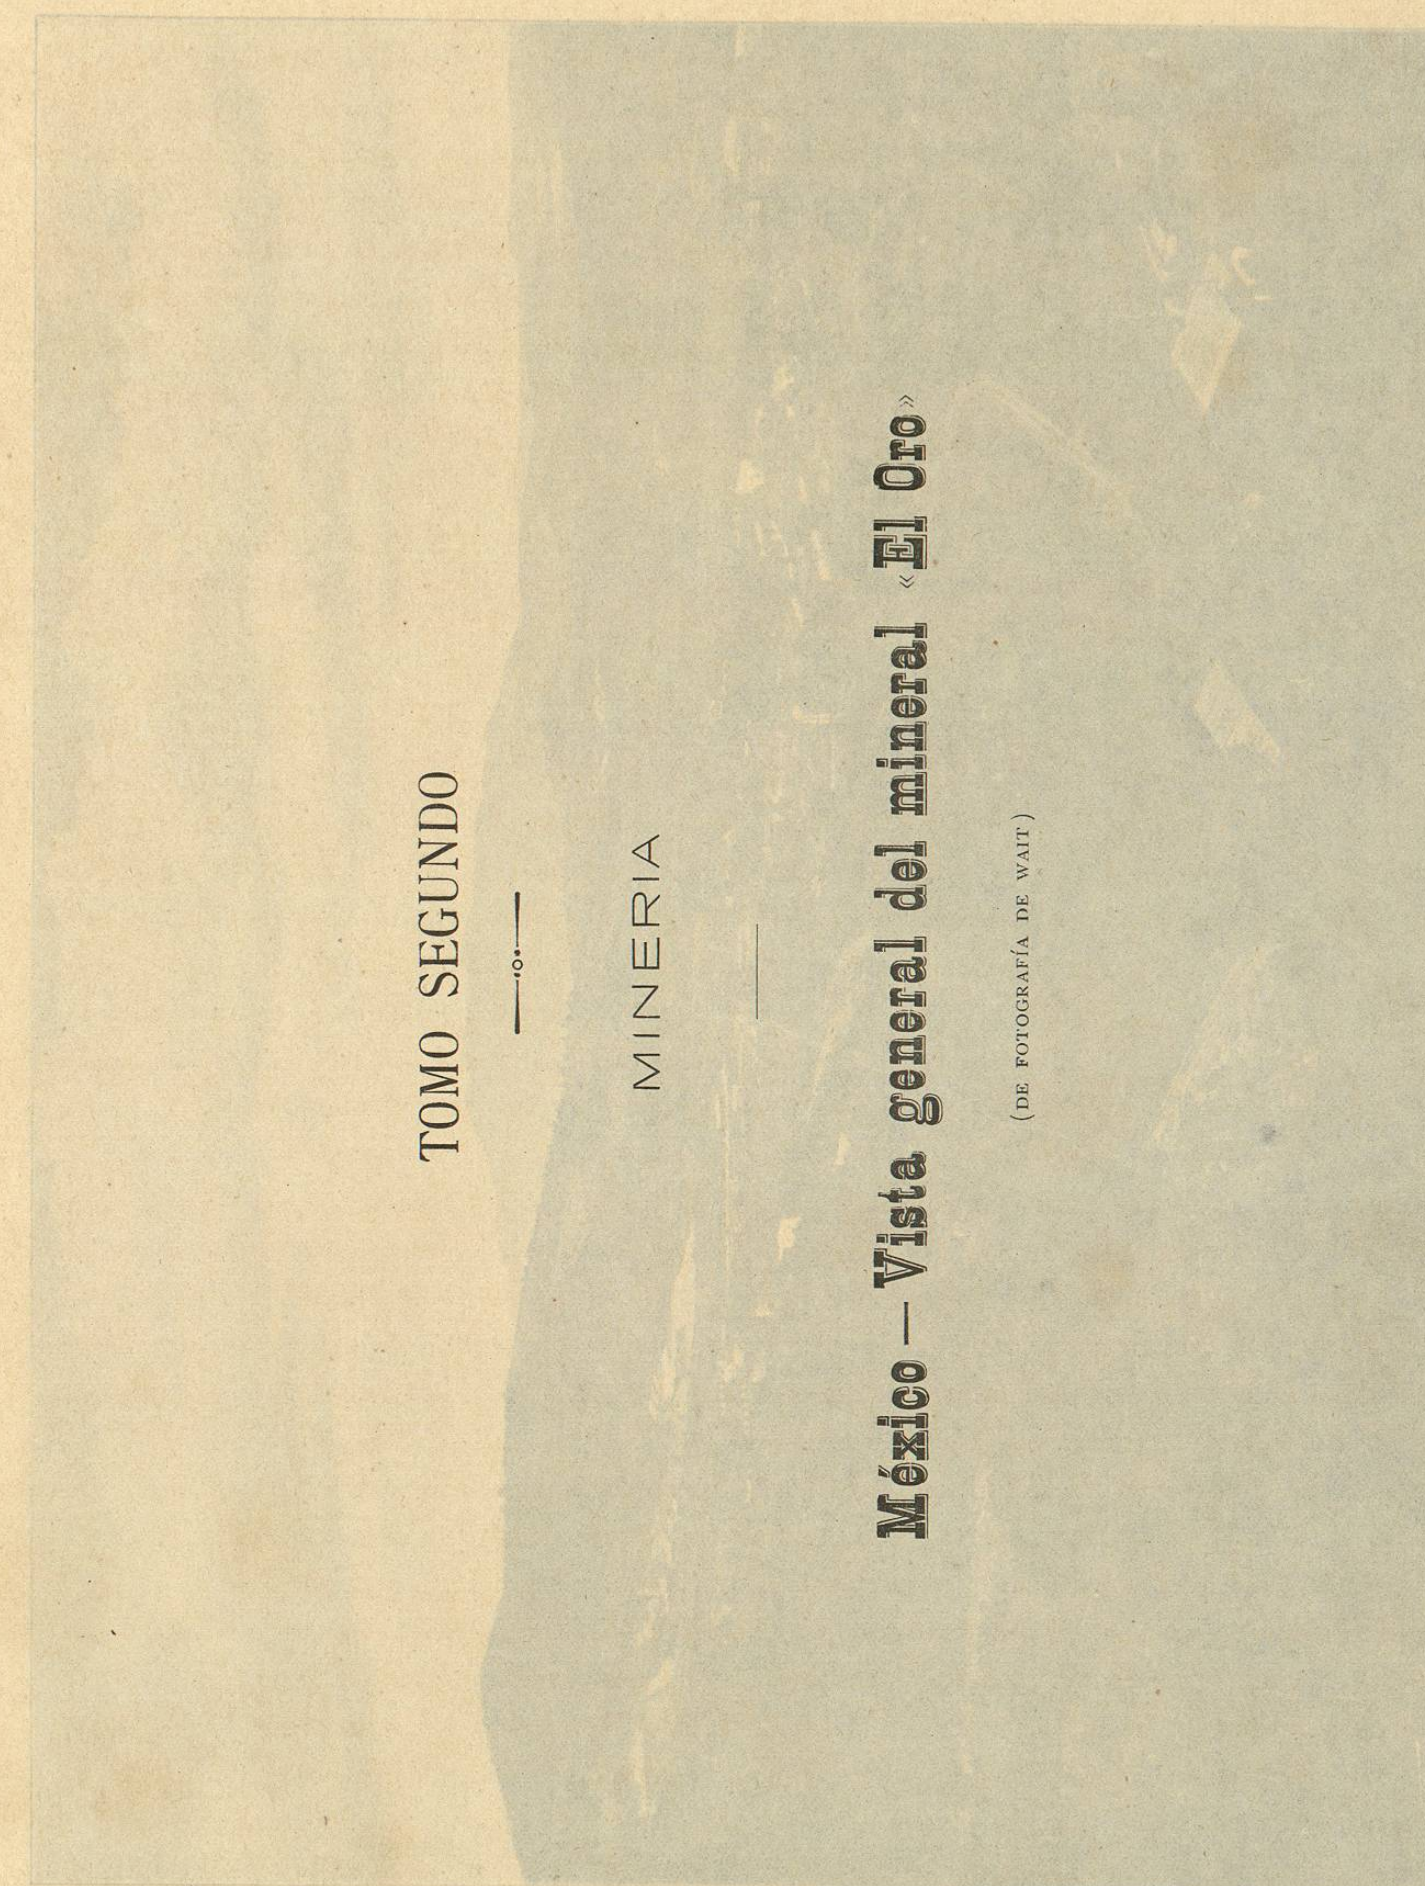 TOMO SEGUNDO
MINERIA
México — Vista general del mineral «El Oro»
(DE FOTOGRAFÍA DE WAIT)